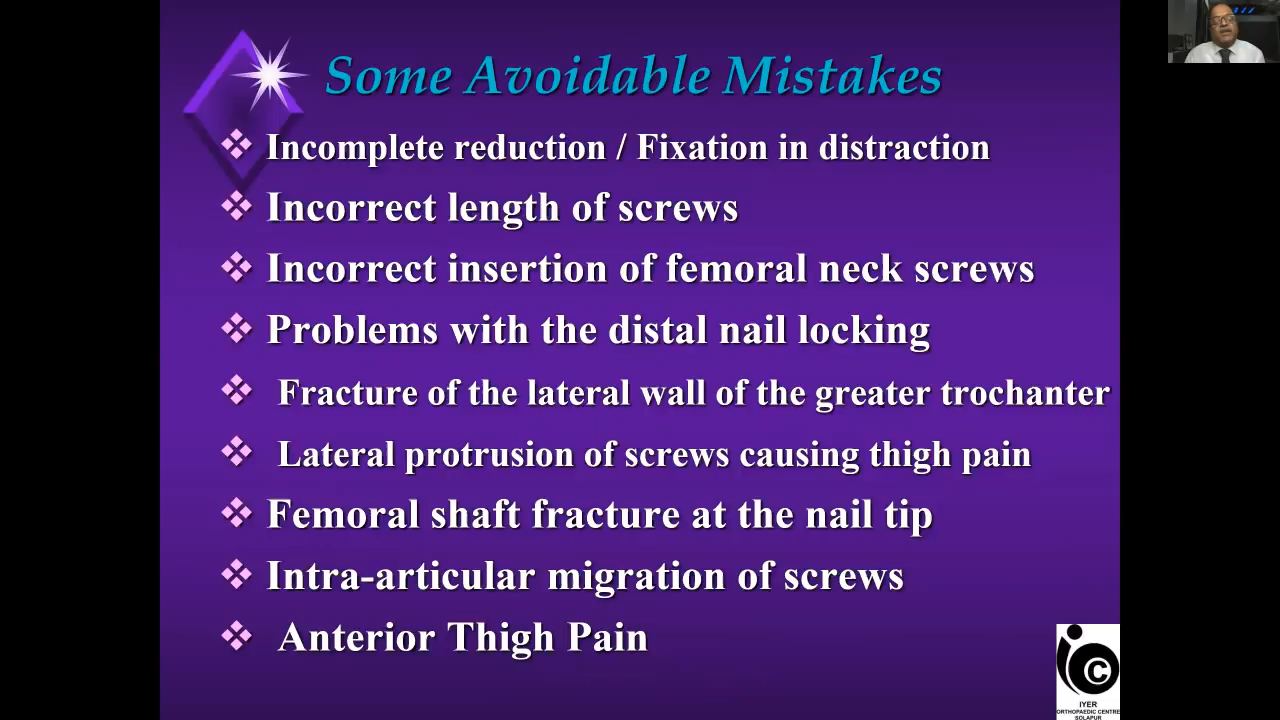 Some Avoidable Mistakes
Incomplete reduction / Fixation in distraction
Incorrect length of screws
Incorrect insertion of femoral neck screws
Problems with the distal nail locking
Fracture of the lateral wall of the greater trochanter
Lateral protrusion of screws causing thigh pain
Femoral shaft fracture at the nail tip
Intra-articular migration of screws
Anterior Thigh Pain
C
IYER
ORTHOPAEDIC CENTRE
SOLAPUR